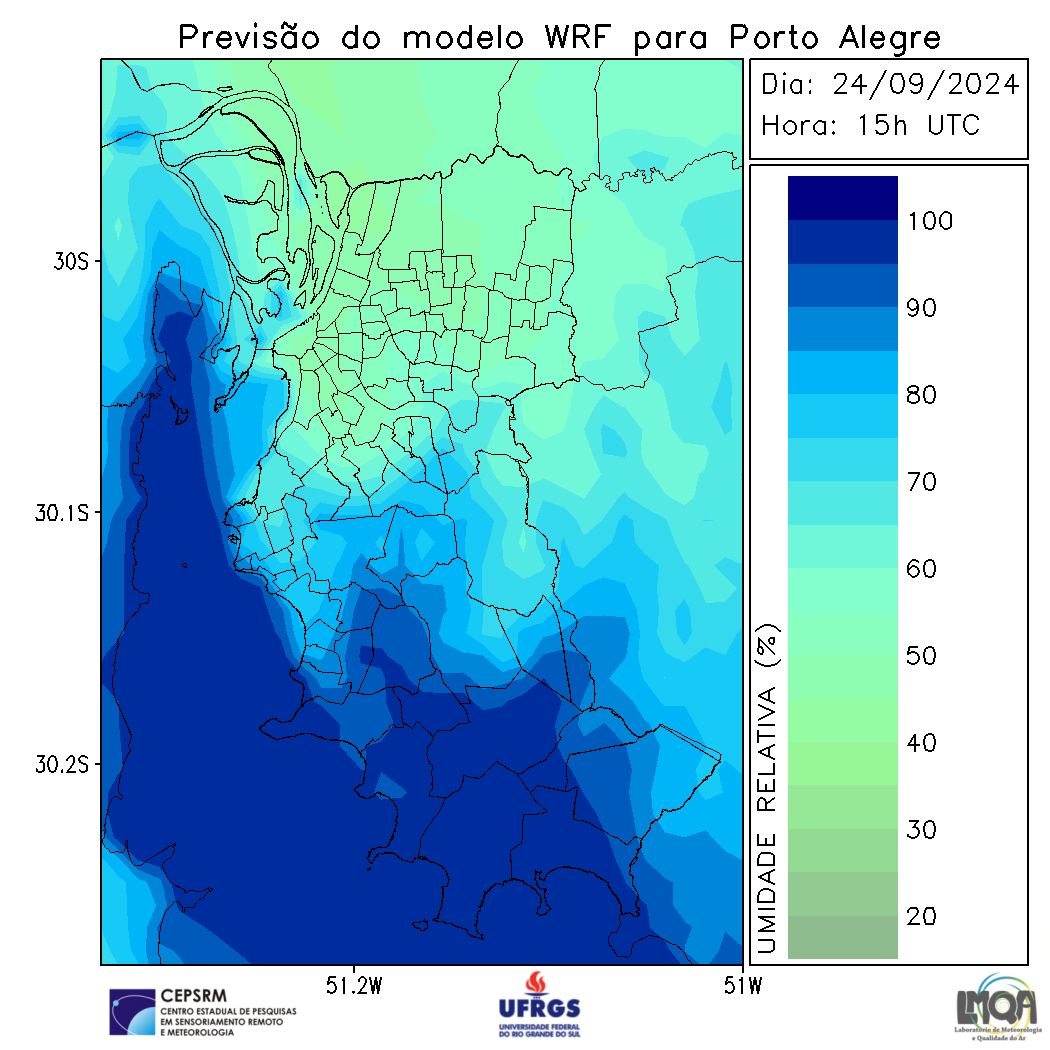 Previsão do modelo WRF para Porto Alegre
Dia: 24/09/2024
Hora: 15h UTC
30S
30.1S
30.2S
51.2W
51W
UMIDADE RELATIVA (%)
100
90
80
70
60
50
40
30
20
CEPSRM
CENTRO ESTADUAL DE PESQUISAS
EM SENSORIAMENTO REMOTO
E METEOROLOGIA
UFRGS
UNIVERSIDADE FEDERAL
DO RIO GRANDE DO SUL
LMQA
Laboratório de Meteorologia
e Qualidade do Ar